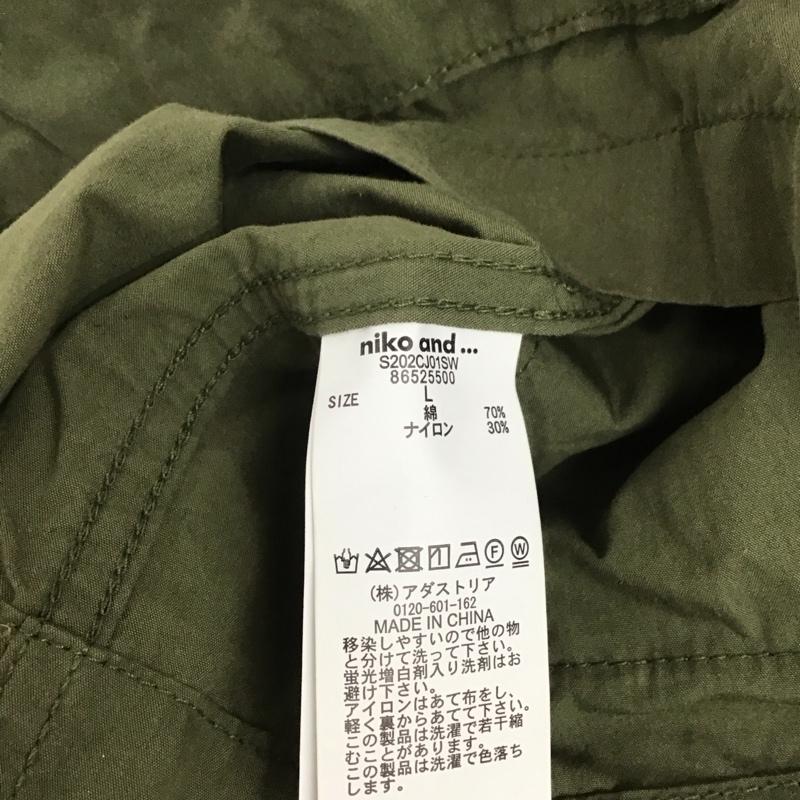 niko and ...
S202CJ01SW
86525500
SIZE L
綿 70%
ナイロン 30%
F W
(株)アダストリア
0120-601-162
MADE IN CHINA
移染しやすいので他の物
と分けて洗って下さい。
蛍光増白剤入り洗剤はお
避け下さい。
アイロンはあて布をし、
軽く裏からあてて下さい。
この製品は洗濯で若干縮
むことがあります。
この製品は洗濯で色落ち
します。